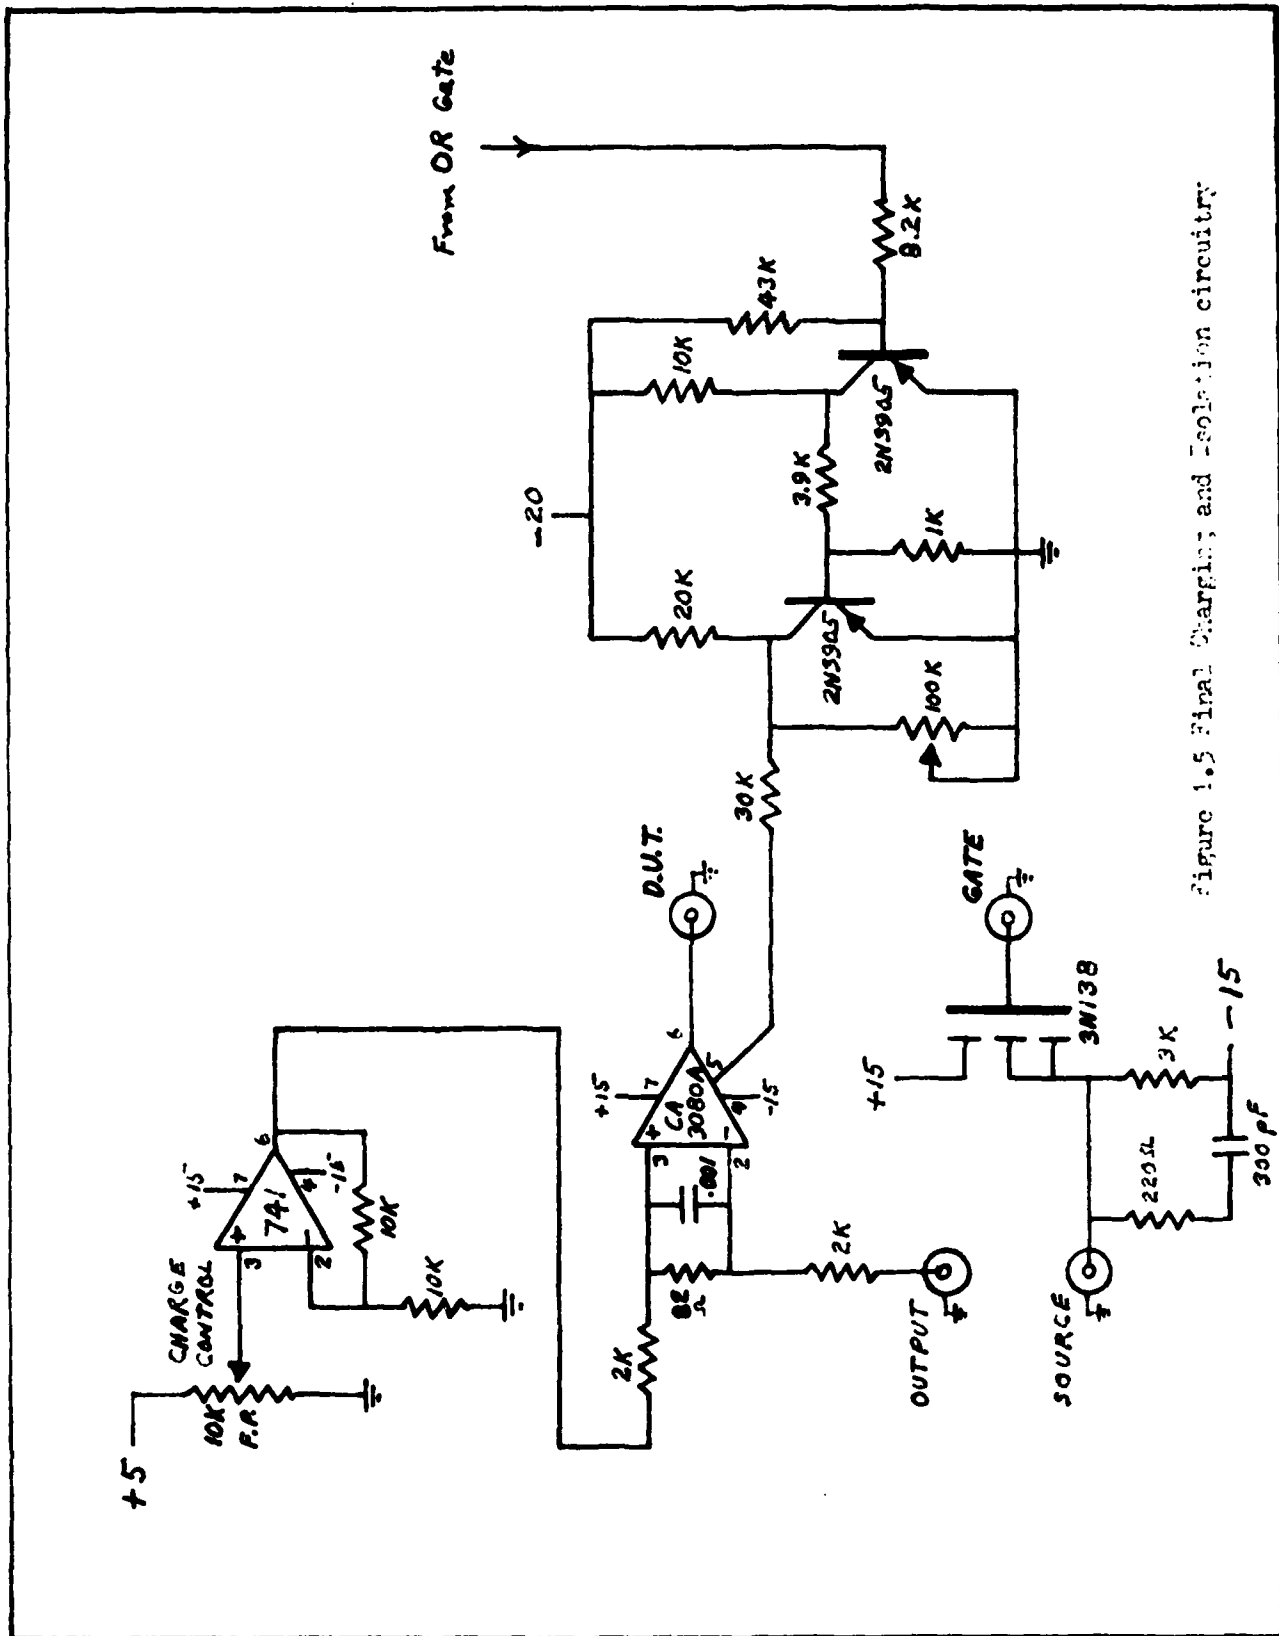 +5
10K
F.P.
CHARGE
CONTROL
+15
3
7
+
741
6
2
-
4
-15
10K
10K
2K
82
Ω
.001
+15
3
7
+
CA
3080A
6
5
2
-
4
-15
D.U.T.
30K
2K
OUTPUT
From OR Gate
-20
20K
10K
43K
3.9K
8.2K
2N3905
2N3905
1K
100K
SOURCE
+15
GATE
3N138
220Ω
3K
300 pF
-15
Figure 1.5 Final Charging and Isolation circuitry